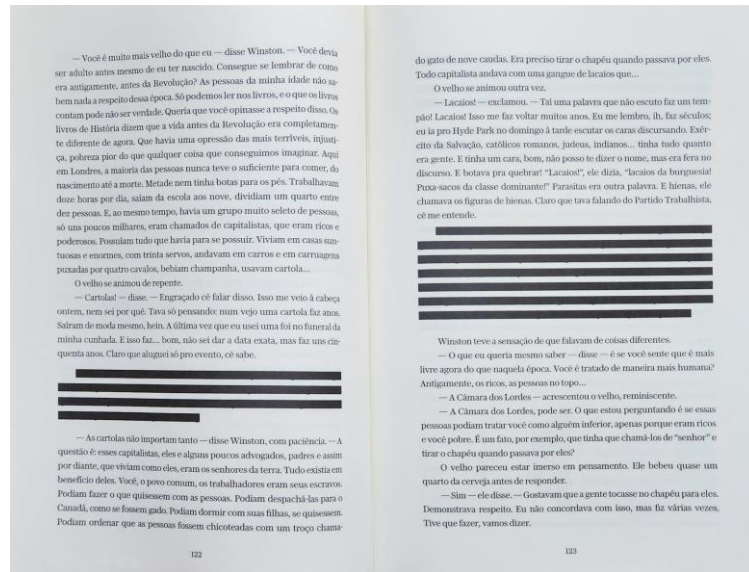 — Você é muito mais velho do que eu — disse Winston. — Você devia
ser adulto antes mesmo de eu ter nascido. Consegue se lembrar de como
era antigamente, antes da Revolução? As pessoas da minha idade não sa-
bem nada a respeito dessa época. Só podemos ler nos livros, e o que os livros
contam pode não ser verdade. Queria que você opinasse a respeito disso. Os
livros de História dizem que a vida antes da Revolução era completamen-
te diferente de agora. Que havia uma opressão das mais terríveis, injusti-
ça, pobreza pior do que qualquer coisa que conseguimos imaginar. Aqui
em Londres, a maioria das pessoas nunca teve o suficiente para comer, do
nascimento até a morte. Metade nem tinha botas para os pés. Trabalhavam
doze horas por dia, saíam da escola aos nove, dividiam um quarto entre
dez pessoas. E, ao mesmo tempo, havia um grupo muito seleto de pessoas,
só uns poucos milhares, eram chamados de capitalistas, que eram ricos e
poderosos. Possuíam tudo que havia para se possuir. Viviam em casas sun-
tuosas e enormes, com trinta servos, andavam em carros e em carruagens
puxadas por quatro cavalos, bebiam champanha, usavam cartola...
O velho se animou de repente.
— Cartolas! — disse. — Engraçado cê falar disso. Isso me veio à cabeça
ontem, nem sei por quê. Tava só pensando: num vejo uma cartola faz anos.
Saíram de moda mesmo, hein. A última vez que eu usei uma foi no funeral da
minha cunhada. E isso faz... bom, não sei dar a data exata, mas faz uns cin-
quenta anos. Claro que aluguei só pro evento, cê sabe.
— As cartolas não importam tanto — disse Winston, com paciência. — A
questão é: esses capitalistas, eles e alguns poucos advogados, padres e assim
por diante, que viviam como eles, eram os senhores da terra. Tudo existia em
benefício deles. Você, o povo comum, os trabalhadores eram seus escravos.
Podiam fazer o que quisessem com as pessoas. Podiam despachá-las para o
Canadá, como se fossem gado. Podiam dormir com suas filhas, se quisessem.
Podiam ordenar que as pessoas fossem chicoteadas com um troço chama-
122
do gato de nove caudas. Era preciso tirar o chapéu quando passava por eles.
Todo capitalista andava com uma gangue de lacaios que...
O velho se animou outra vez.
— Lacaios! — exclamou. — Taí uma palavra que não escuto faz um tem-
pão! Lacaios! Isso me faz voltar muitos anos. Eu me lembro, ih, faz séculos;
eu ia pro Hyde Park no domingo à tarde escutar os caras discursando. Exér-
cito da Salvação, católicos romanos, judeus, indianos... tinha tudo quanto
era gente. E tinha um cara, bom, não posso te dizer o nome, mas era fera no
discurso. E botava pra quebrar! “Lacaios!”, ele dizia, “lacaios da burguesia!
Puxa-sacos da classe dominante!” Parasitas era outra palavra. E hienas, ele
chamava os figuras de hienas. Claro que tava falando do Partido Trabalhista,
cê me entende.
Winston teve a sensação de que falavam de coisas diferentes.
— O que eu queria mesmo saber — disse — é se você sente que é mais
livre agora do que naquela época. Você é tratado de maneira mais humana?
Antigamente, os ricos, as pessoas no topo...
— A Câmara dos Lordes — acrescentou o velho, reminiscente.
— A Câmara dos Lordes, pode ser. O que estou perguntando é se essas
pessoas podiam tratar você como alguém inferior, apenas porque eram ricos
e você pobre. É um fato, por exemplo, que tinha que chamá-los de “senhor” e
tirar o chapéu quando passava por eles?
O velho pareceu estar imerso em pensamento. Ele bebeu quase um
quarto da cerveja antes de responder.
— Sim — ele disse. — Gostavam que a gente tocasse no chapéu para eles.
Demonstrava respeito. Eu não concordava com isso, mas fiz várias vezes.
Tive que fazer, vamos dizer.
123